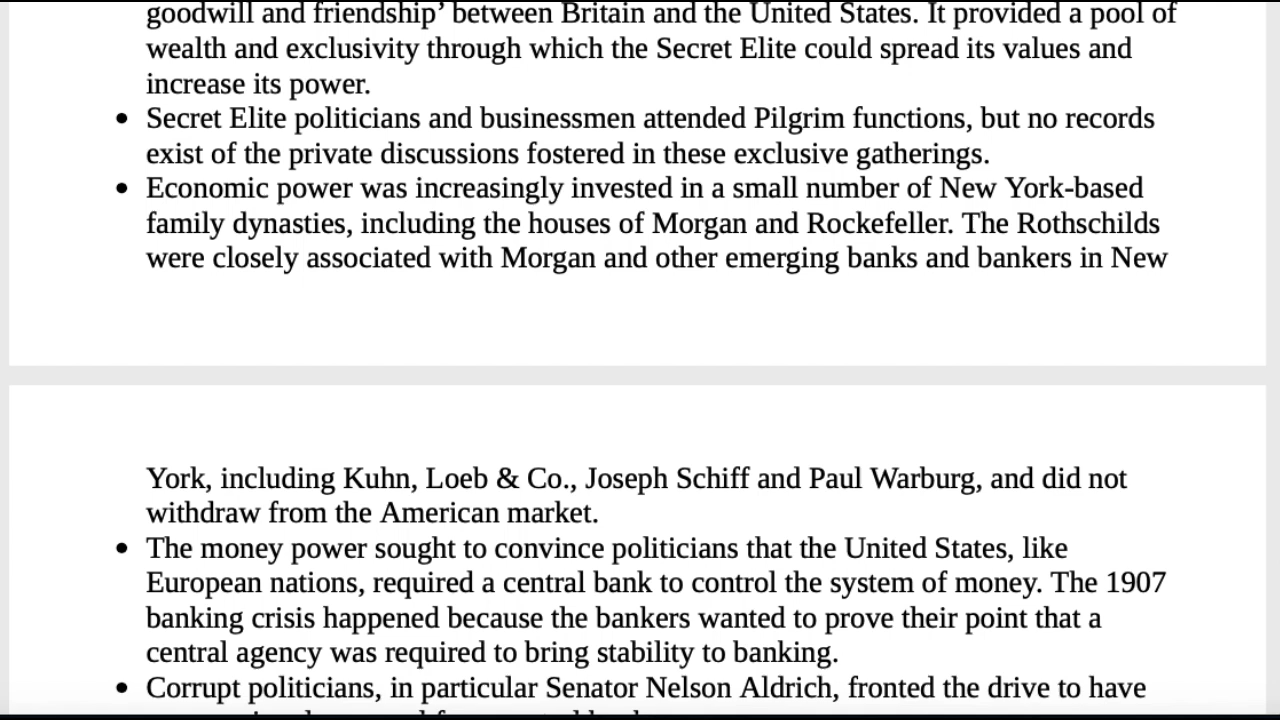 goodwill and friendship’ between Britain and the United States. It provided a pool of
wealth and exclusivity through which the Secret Elite could spread its values and
increase its power.
• Secret Elite politicians and businessmen attended Pilgrim functions, but no records
exist of the private discussions fostered in these exclusive gatherings.
• Economic power was increasingly invested in a small number of New York-based
family dynasties, including the houses of Morgan and Rockefeller. The Rothschilds
were closely associated with Morgan and other emerging banks and bankers in New
York, including Kuhn, Loeb & Co., Joseph Schiff and Paul Warburg, and did not
withdraw from the American market.
• The money power sought to convince politicians that the United States, like
European nations, required a central bank to control the system of money. The 1907
banking crisis happened because the bankers wanted to prove their point that a
central agency was required to bring stability to banking.
• Corrupt politicians, in particular Senator Nelson Aldrich, fronted the drive to have